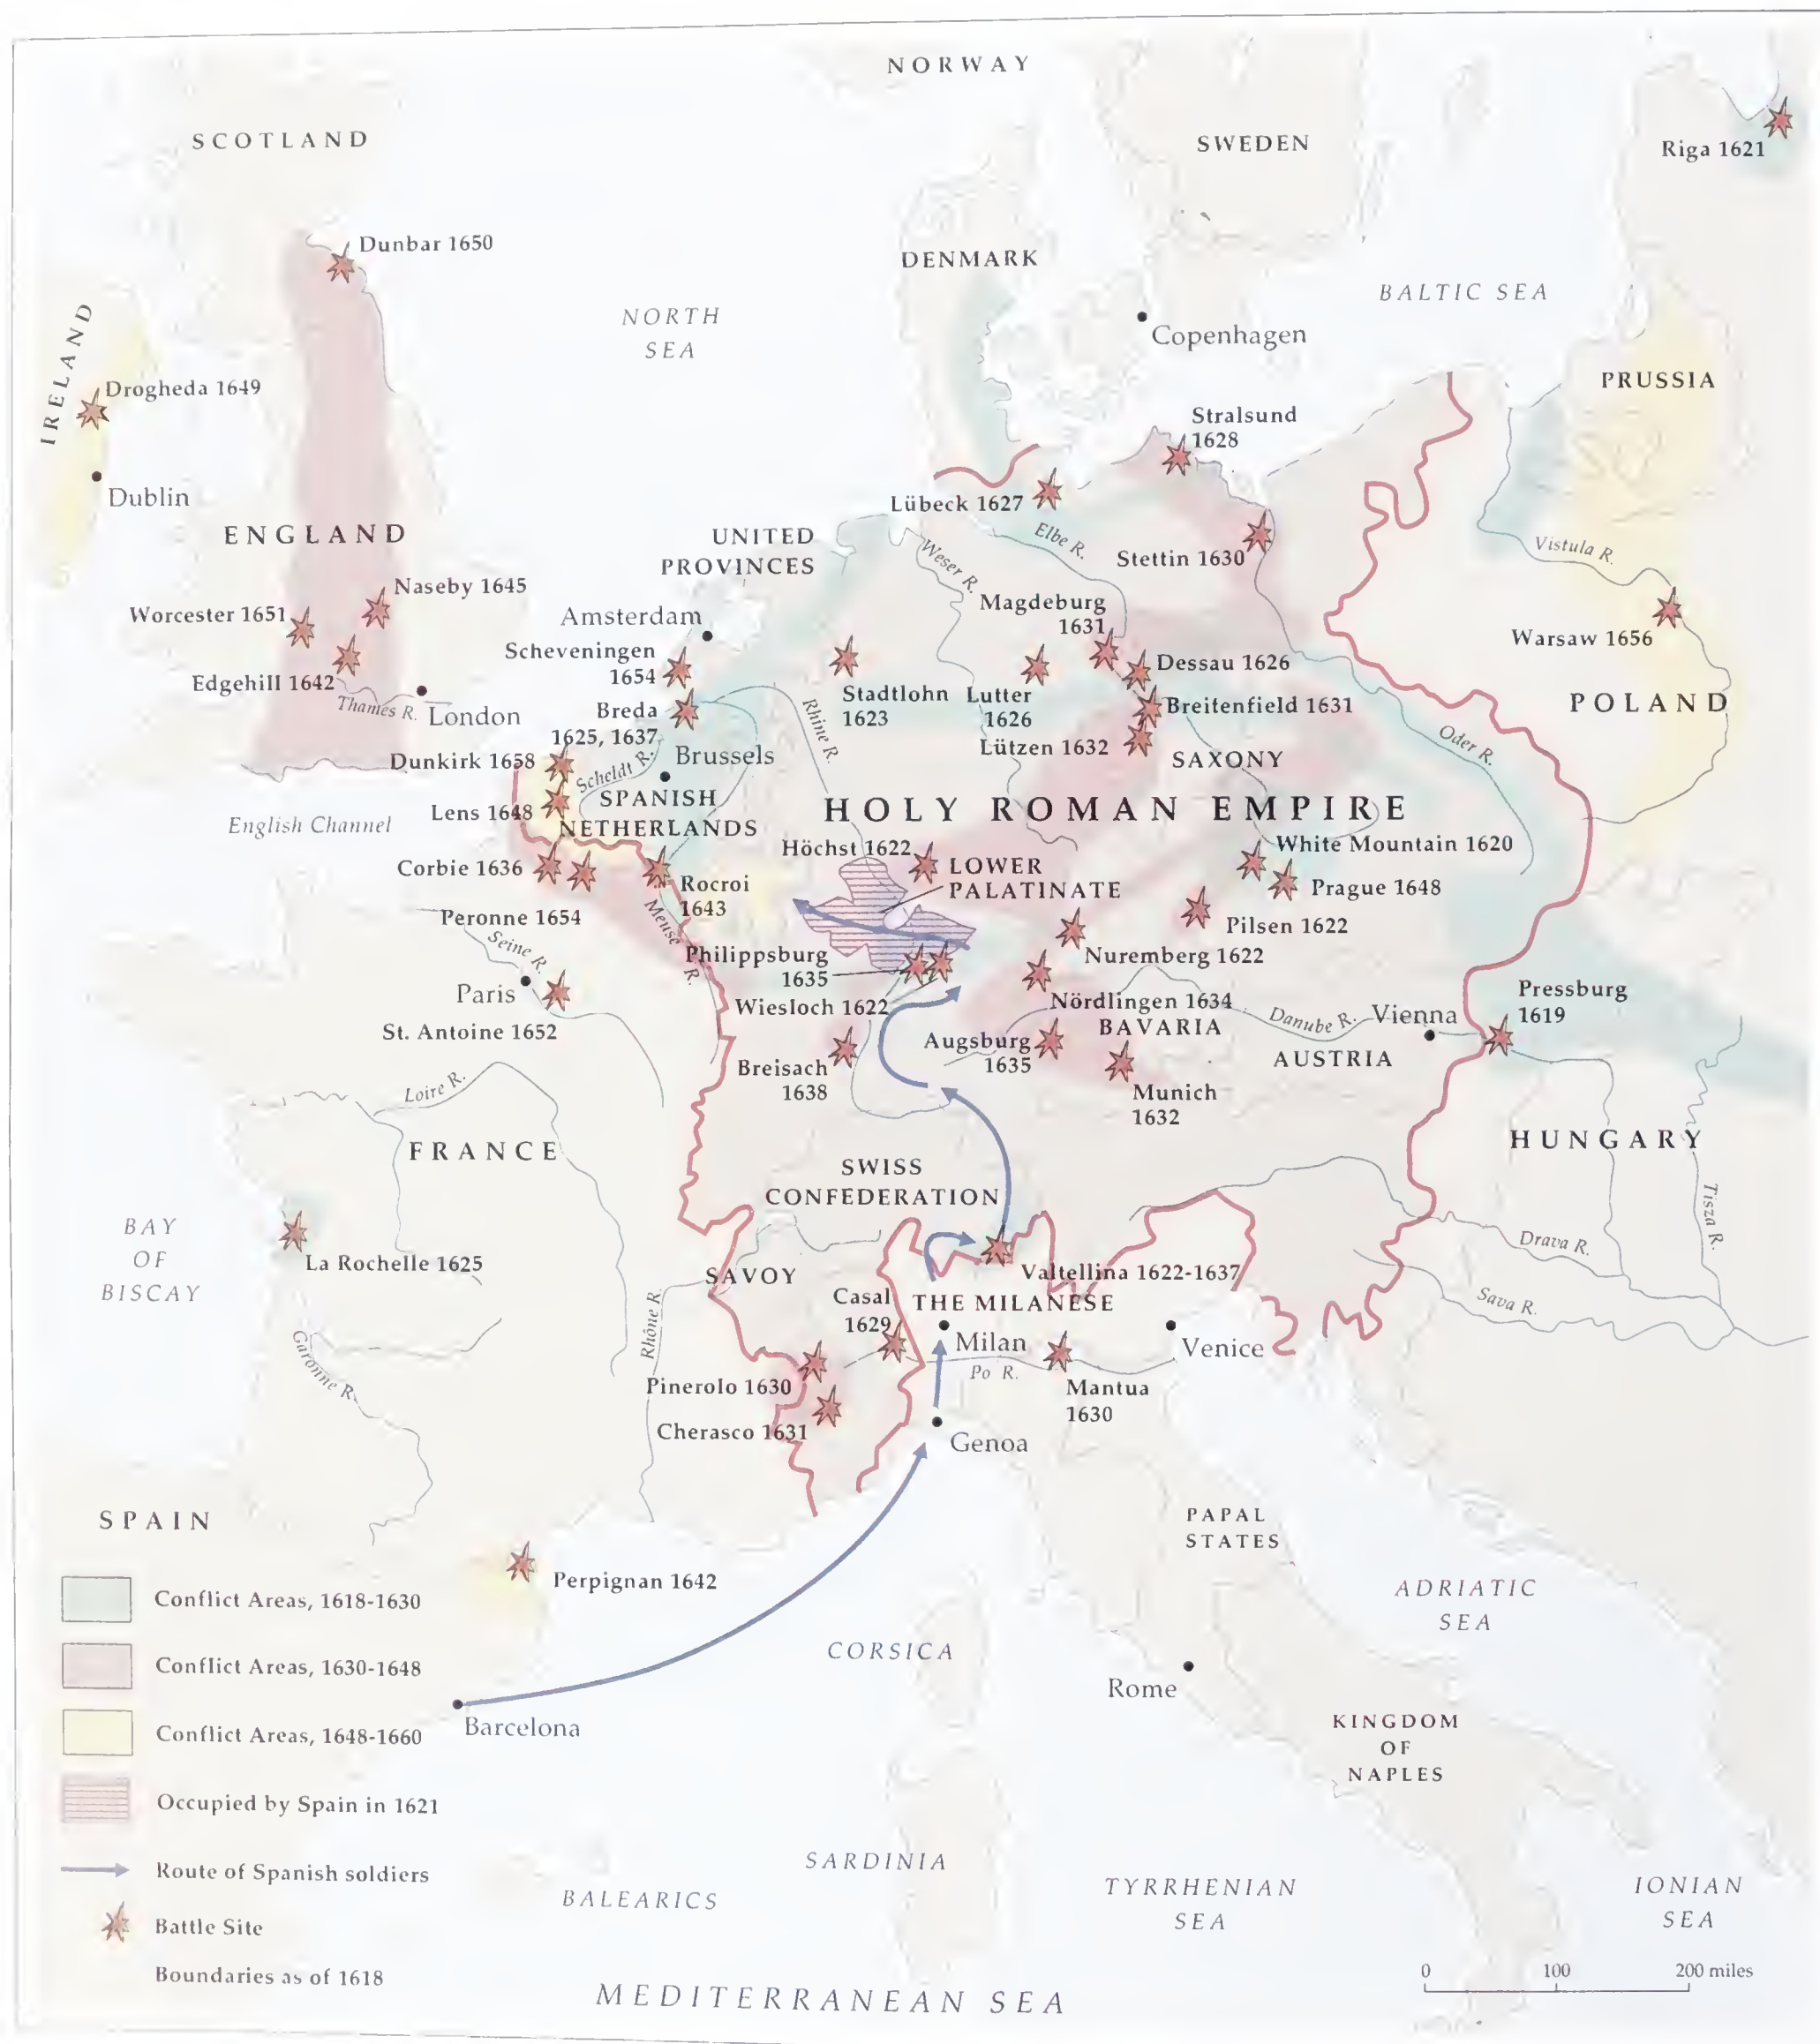 NORWAY
SCOTLAND
SWEDEN
Riga 1621
Dunbar 1650
DENMARK
BALTIC SEA
NORTH
SEA
Copenhagen
IRELAND
Drogheda 1649
PRUSSIA
Stralsund
1628
Dublin
Lübeck 1627
ENGLAND
UNITED
PROVINCES
Elbe R.
Weser R.
Stettin 1630
Vistula R.
Naseby 1645
Worcester 1651
Amsterdam
Magdeburg
1631
Warsaw 1656
Scheveningen
1654
Dessau 1626
Edgehill 1642
Thames R.
London
Stadtlohn
1623
Lutter
1626
Rhine R.
Breda
1625, 1637
Breitenfield 1631
POLAND
Lützen 1632
Oder R.
Dunkirk 1658
Scheldt R.
Brussels
SAXONY
SPANISH
NETHERLANDS
Lens 1648
English Channel
HOLY ROMAN EMPIRE
Höchst 1622
White Mountain 1620
Corbie 1636
LOWER
PALATINATE
Rocroi
1643
Prague 1648
Peronne 1654
Meuse R.
Pilsen 1622
Seine R.
Philippsburg
1635
Nuremberg 1622
Paris
Wiesloch 1622
Nördlingen 1634
Pressburg
1619
St. Antoine 1652
BAVARIA
Danube R.
Vienna
Augsburg
1635
AUSTRIA
Breisach
1638
Munich
1632
Loire R.
FRANCE
HUNGARY
SWISS
CONFEDERATION
Tisza R.
BAY
OF
BISCAY
Drava R.
La Rochelle 1625
SAVOY
Valtellina 1622-1637
Casal
1629
THE MILANESE
Sava R.
Rhône R.
Milan
Venice
Garonne R.
Po R.
Pinerolo 1630
Mantua
1630
Cherasco 1631
Genoa
SPAIN
PAPAL
STATES
Perpignan 1642
ADRIATIC
SEA
Conflict Areas, 1618-1630
CORSICA
Conflict Areas, 1630-1648
Rome
Barcelona
Conflict Areas, 1648-1660
KINGDOM
OF
NAPLES
Occupied by Spain in 1621
SARDINIA
Route of Spanish soldiers
BALEARICS
TYRRHENIAN
SEA
IONIAN
SEA
Battle Site
Boundaries as of 1618
0 100 200 miles
MEDITERRANEAN SEA